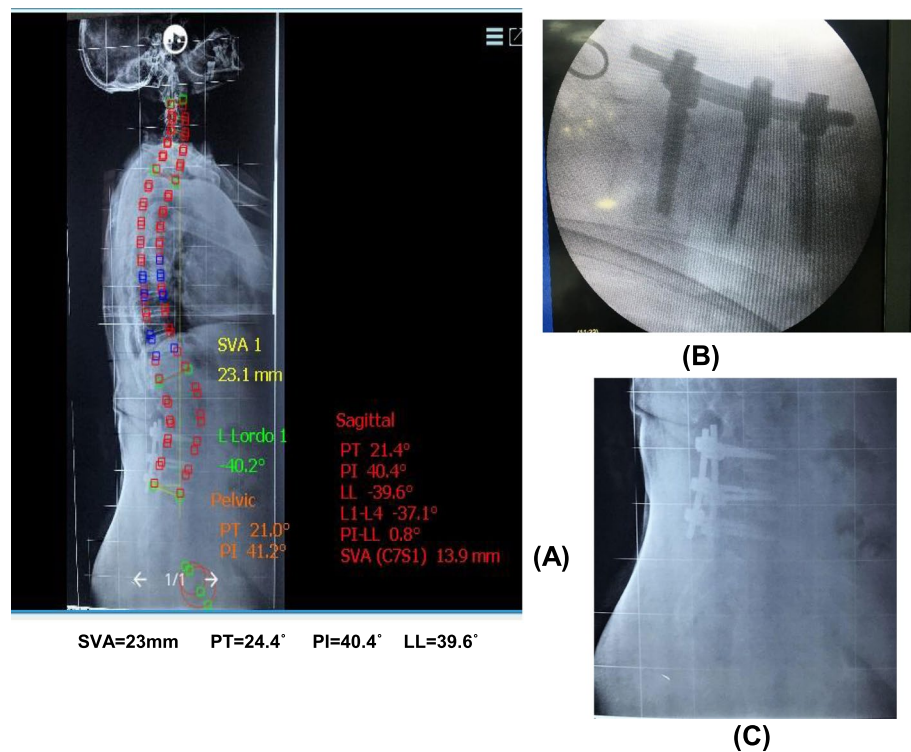 SVA 1
23.1 mm
L Lordo 1
-40.2°
Pelvic
PT 21.0°
PI 41.2°
Sagittal
PT 21.4°
PI 40.4°
LL -39.6°
L1-L4 -37.1°
PI-LL 0.8°
SVA (C7S1) 13.9 mm
1/1
(A)
SVA=23mm PT=24.4˚ PI=40.4˚ LL=39.6˚
(B)
(C)